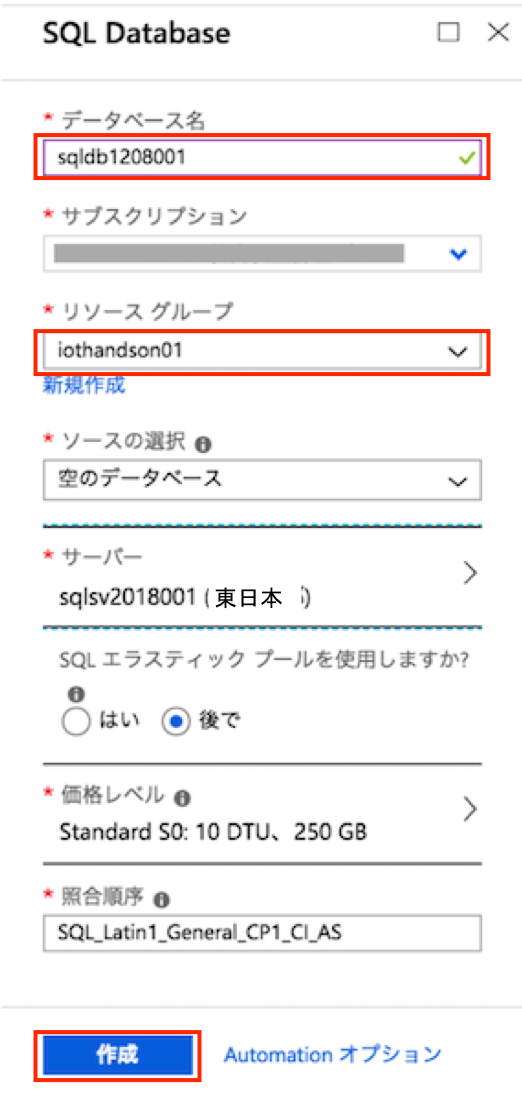 SQL Database
* データベース名
sqldb1208001
* サブスクリプション
* リソース グループ
iothandson01
新規作成
* ソースの選択
空のデータベース
* サーバー
sqlsv2018001 (東日本 )
SQL エラスティック プールを使用しますか?
はい 後で
* 価格レベル
Standard S0: 10 DTU、250 GB
* 照合順序
SQL_Latin1_General_CP1_CI_AS
作成 Automation オプション